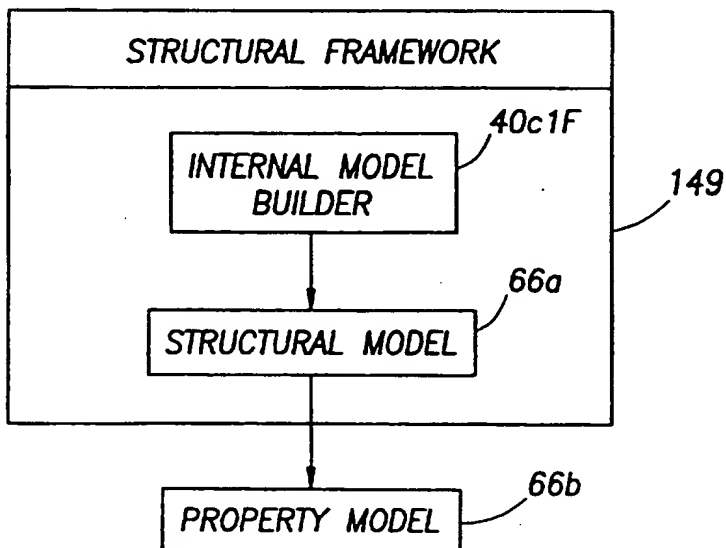 STRUCTURAL FRAMEWORK
40c1F
INTERNAL MODEL
BUILDER
149
66a
STRUCTURAL MODEL
66b
PROPERTY MODEL